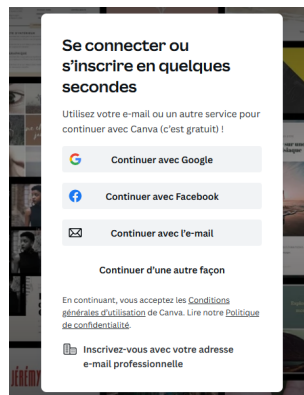 Se connecter ou
s'inscrire en quelques
secondes
Utilisez votre e-mail ou un autre service pour
continuer avec Canva (c'est gratuit) !
Continuer avec Google
Continuer avec Facebook
Continuer avec l'e-mail
Continuer d'une autre façon
En continuant, vous acceptez les Conditions
générales d'utilisation de Canva. Lire notre Politique
de confidentialité.
Inscrivez-vous avec votre adresse
e-mail professionnelle
JÉRÉMY